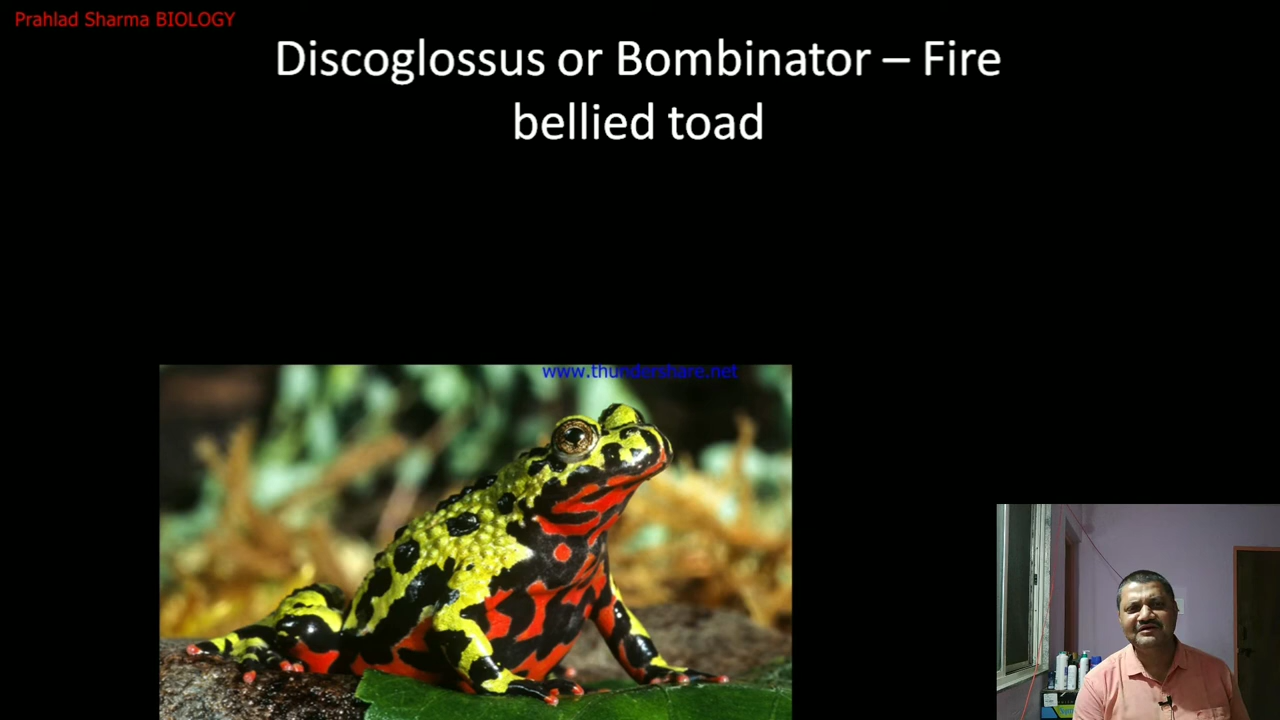 Prahlad Sharma BIOLOGY
Discoglossus or Bombinator – Fire
bellied toad
www.thundershare.net